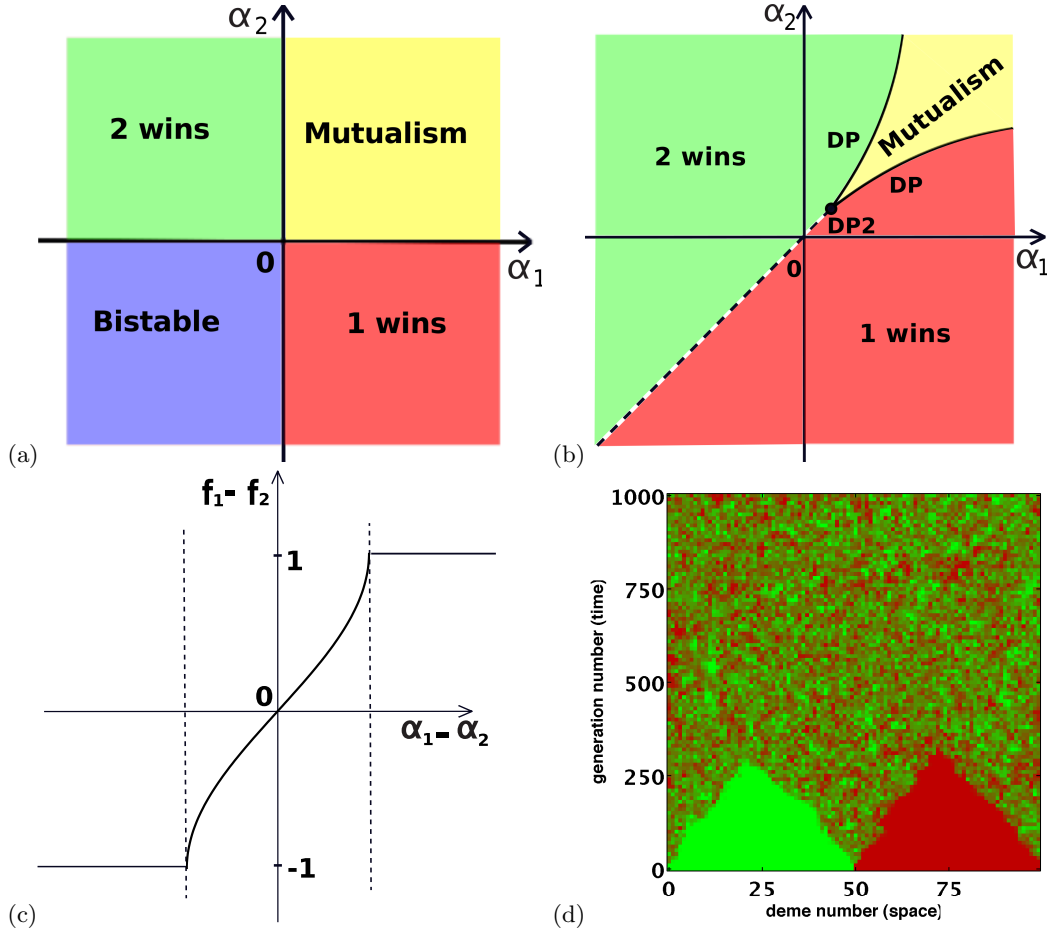 α₂
2 wins
Mutualism
0
α₁
Bistable
1 wins
(a)
α₂
DP
Mutualism
2 wins
DP
DP2
0
α₁
1 wins
(b)
f₁- f₂
1
0
α₁- α₂
-1
(c)
1000
750
500
250
0
generation number (time)
0 25 50 75
deme number (space)
(d)